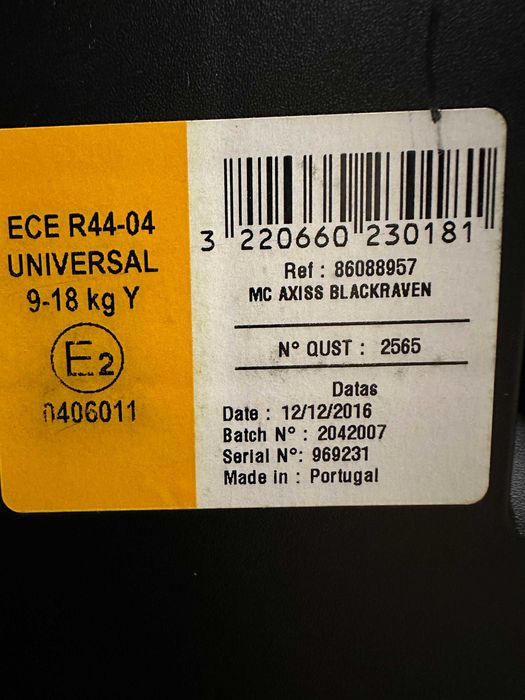 ECE R44-04
UNIVERSAL
9-18 kg Y
E2
0406011
3 220660 230181
Ref : 86088957
MC AXISS BLACKRAVEN
N° QUST : 2565
Datas
Date : 12/12/2016
Batch N° : 2042007
Serial N°: 969231
Made in : Portugal